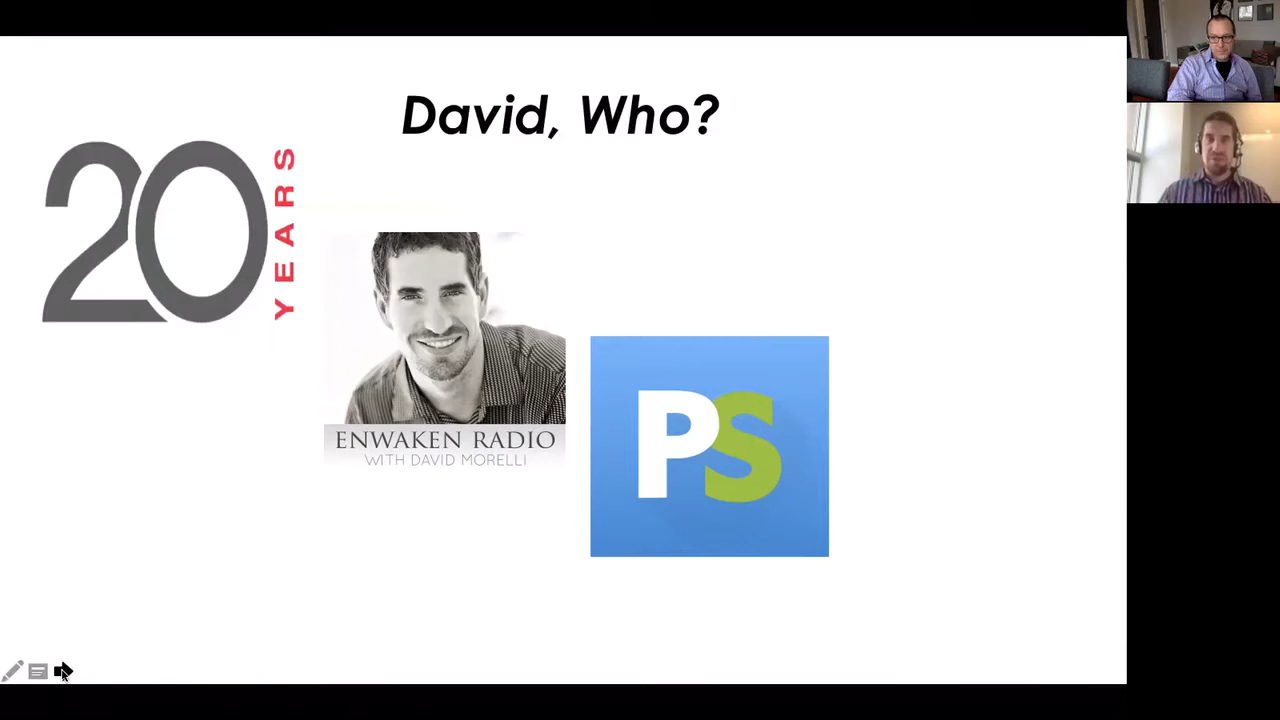 David, Who?
20
YEARS
ENWAKEN RADIO
WITH DAVID MORELLI
PS